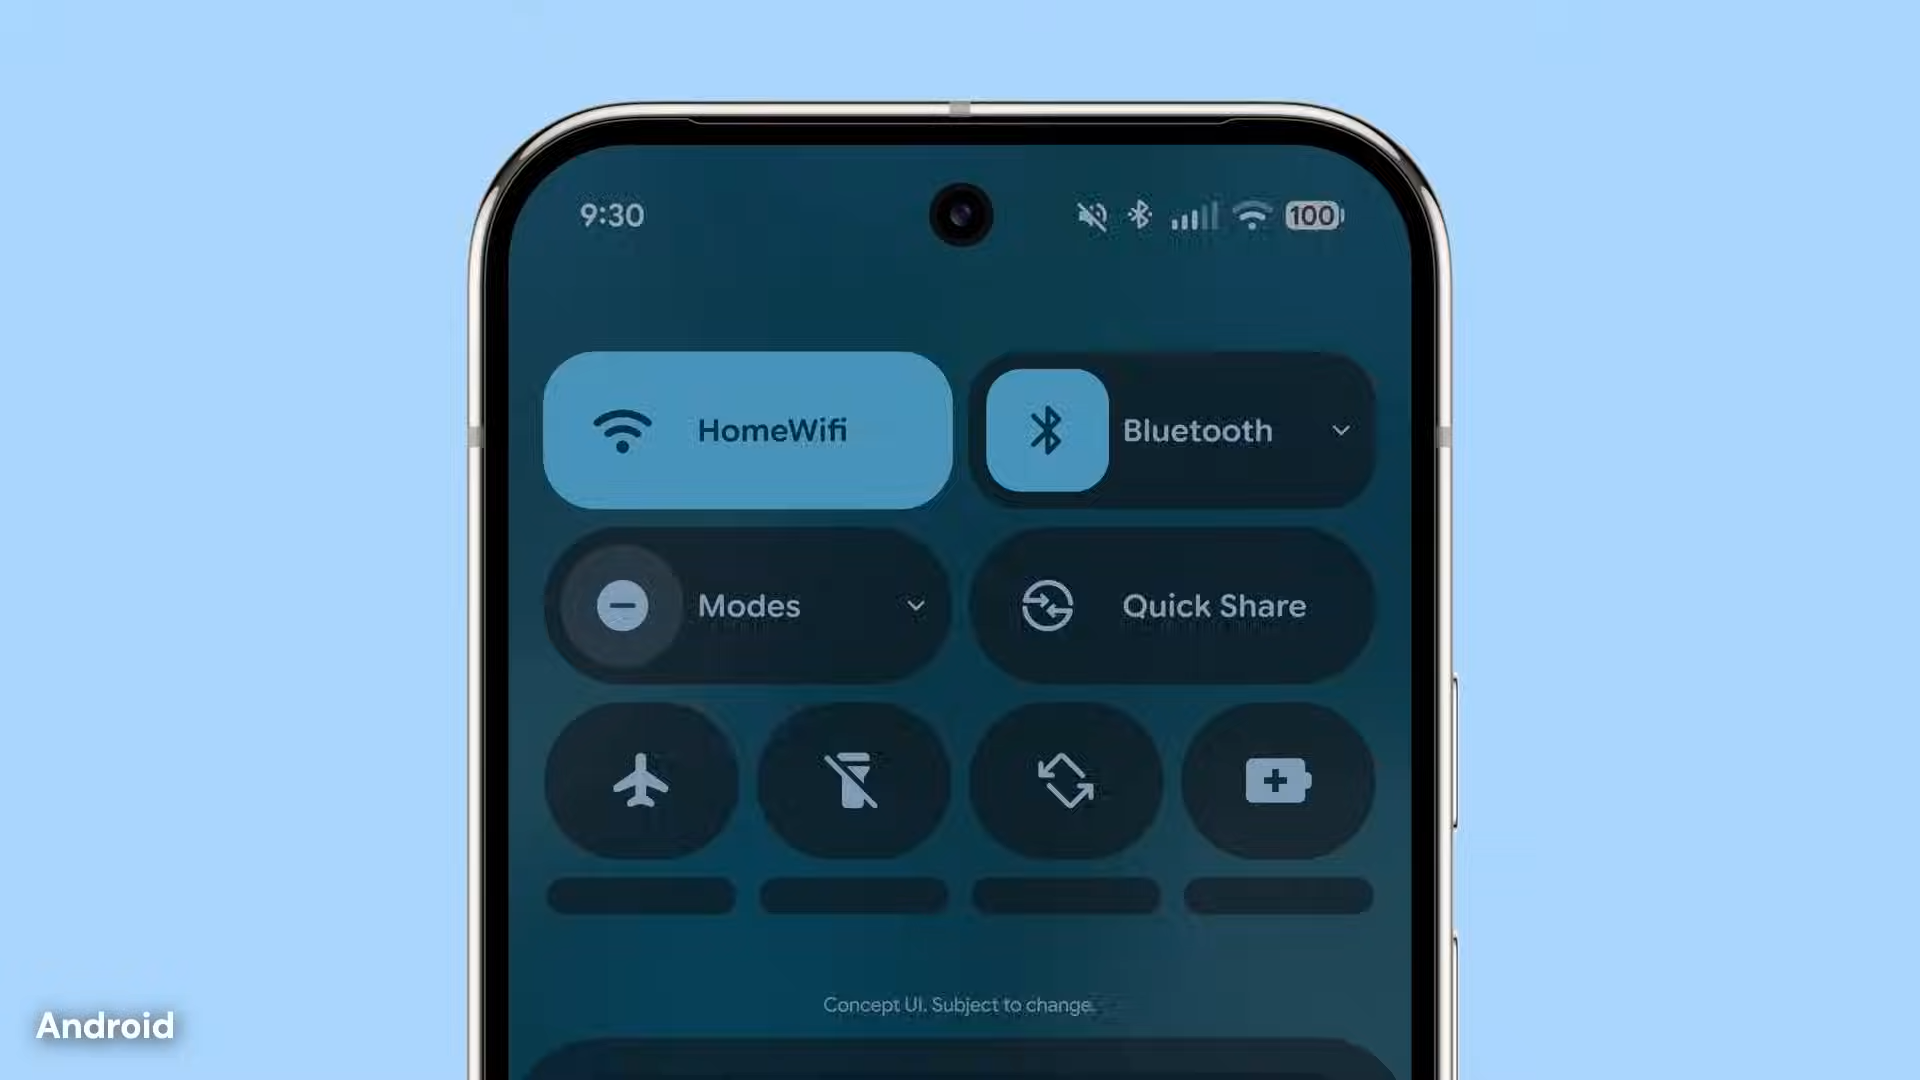 9:30
100
HomeWifi
Bluetooth
Modes
Quick Share
Concept UI. Subject to change.
Android